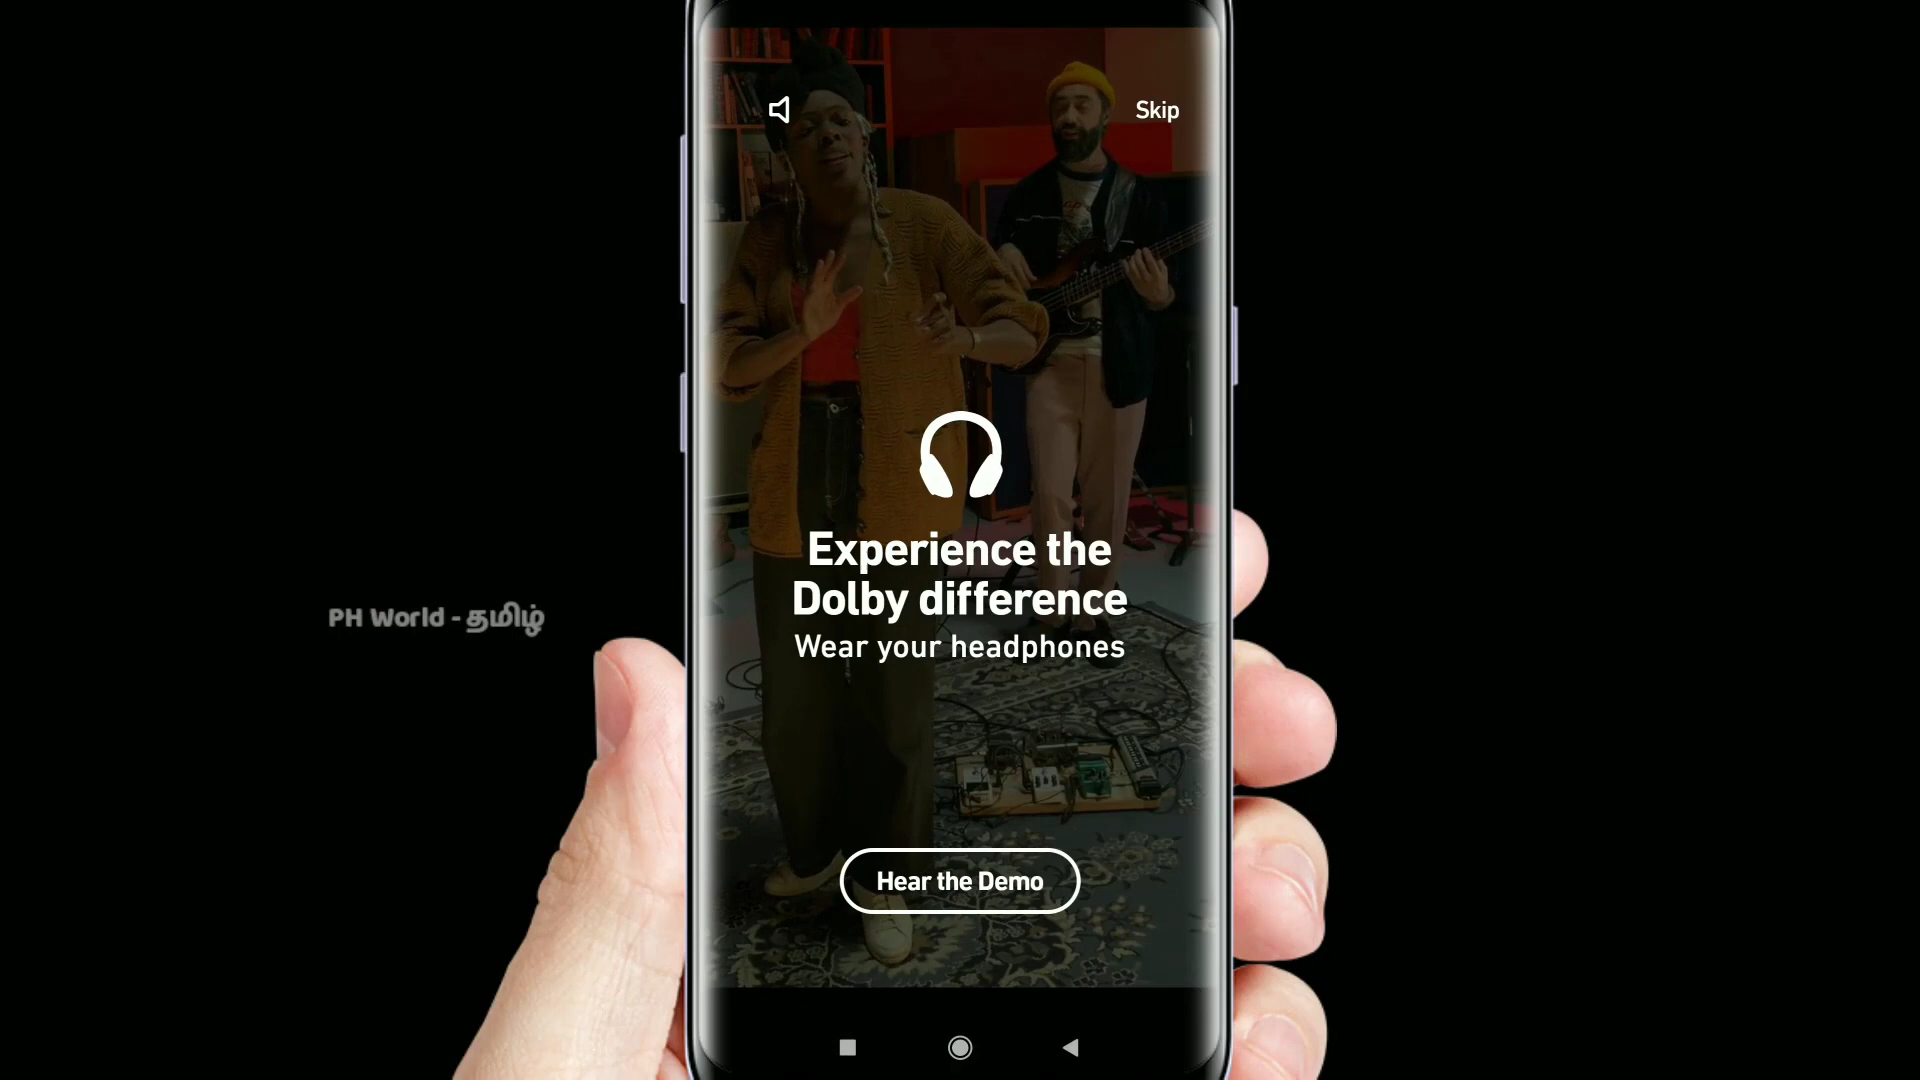 Skip
Experience the
Dolby difference
Wear your headphones
PH World - தமிழ்
Hear the Demo